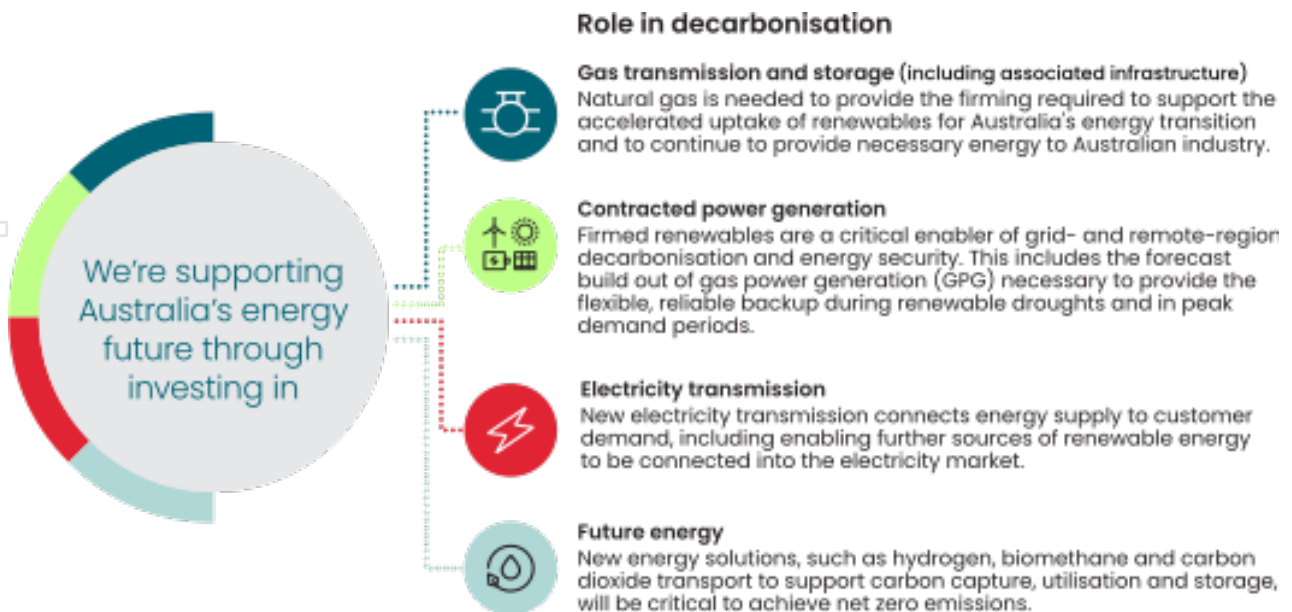 Role in decarbonisation
Gas transmission and storage (including associated infrastructure)
Natural gas is needed to provide the firming required to support the
accelerated uptake of renewables for Australia's energy transition
and to continue to provide necessary energy to Australian industry.
Contracted power generation
Firmed renewables are a critical enabler of grid- and remote-region
decarbonisation and energy security. This includes the forecast
build out of gas power generation (GPG) necessary to provide the
flexible, reliable backup during renewable droughts and in peak
demand periods.
We're supporting
Australia's energy
future through
investing in
Electricity transmission
New electricity transmission connects energy supply to customer
demand, including enabling further sources of renewable energy
to be connected into the electricity market.
Future energy
New energy solutions, such as hydrogen, biomethane and carbon
dioxide transport to support carbon capture, utilisation and storage,
will be critical to achieve net zero emissions.